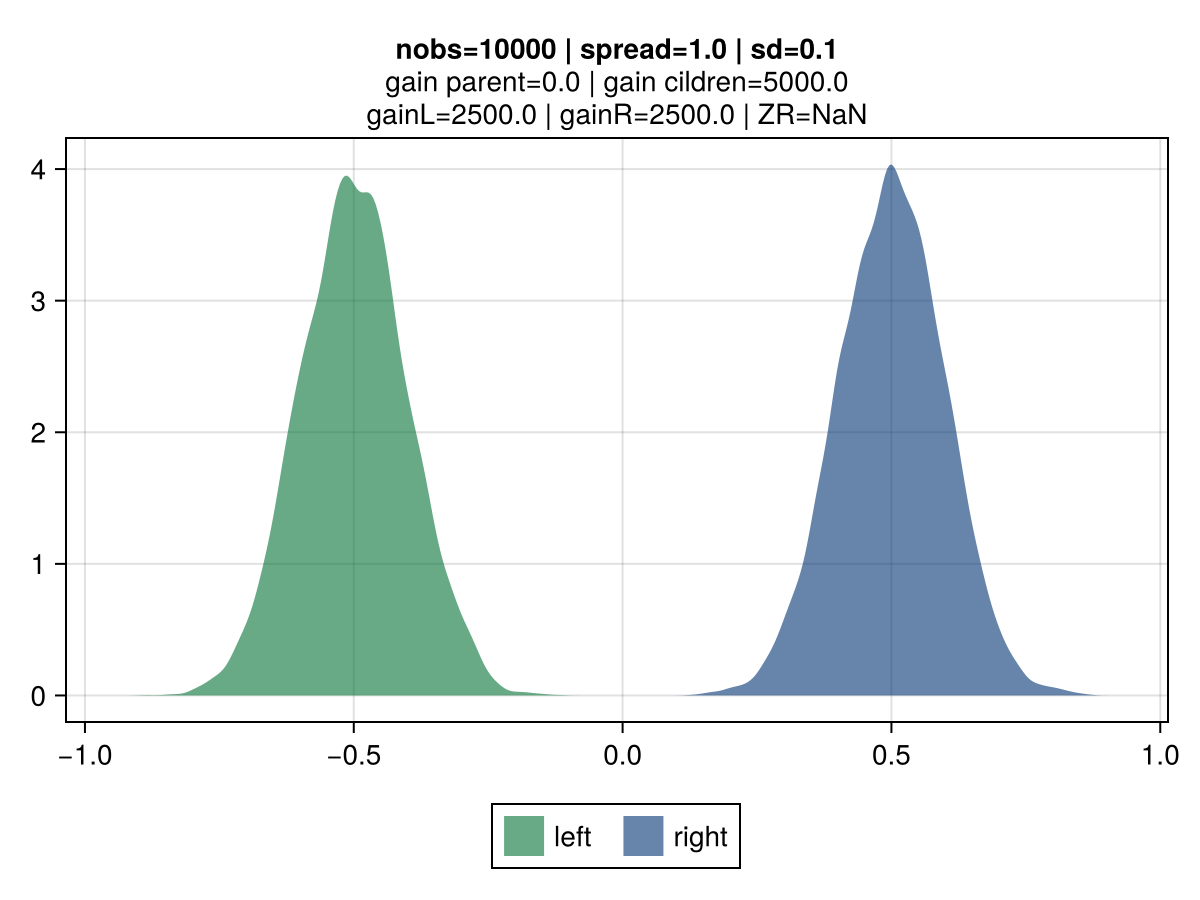 nobs=10000 | spread=1.0 | sd=0.1
gain parent=0.0 | gain cildren=5000.0
gainL=2500.0 | gainR=2500.0 | ZR=NaN
4
3
2
1
0
−1.0 −0.5 0.0 0.5 1.0
left right